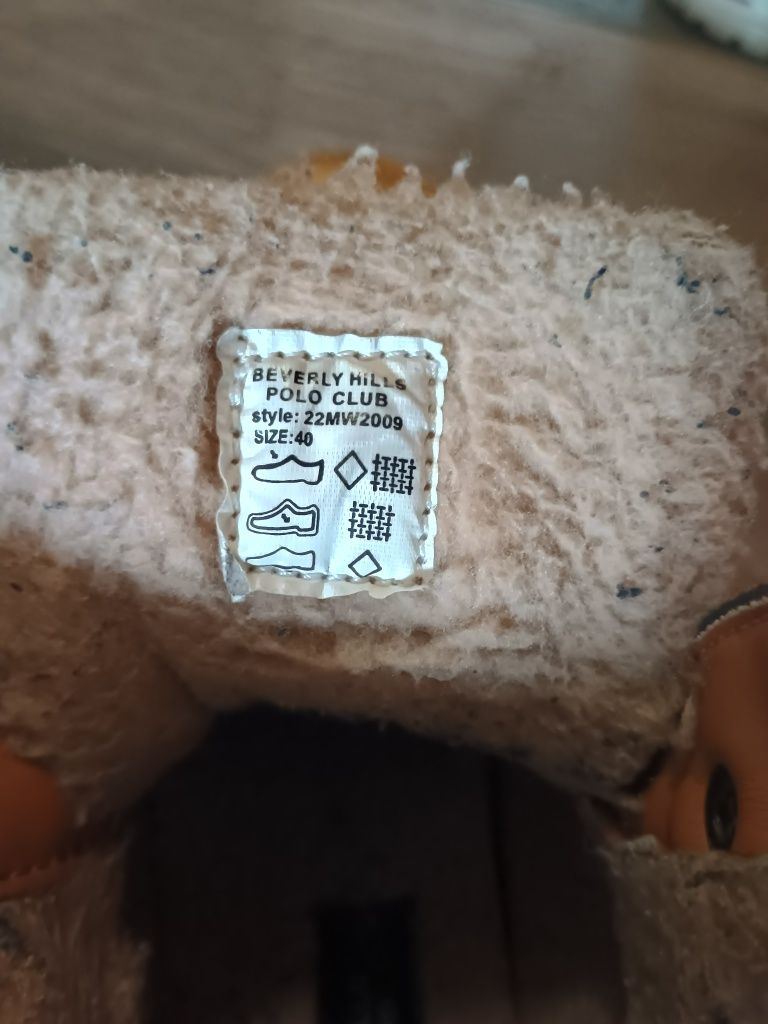 BEVERLY HILLS
POLO CLUB
style: 22MW2009
SIZE:40